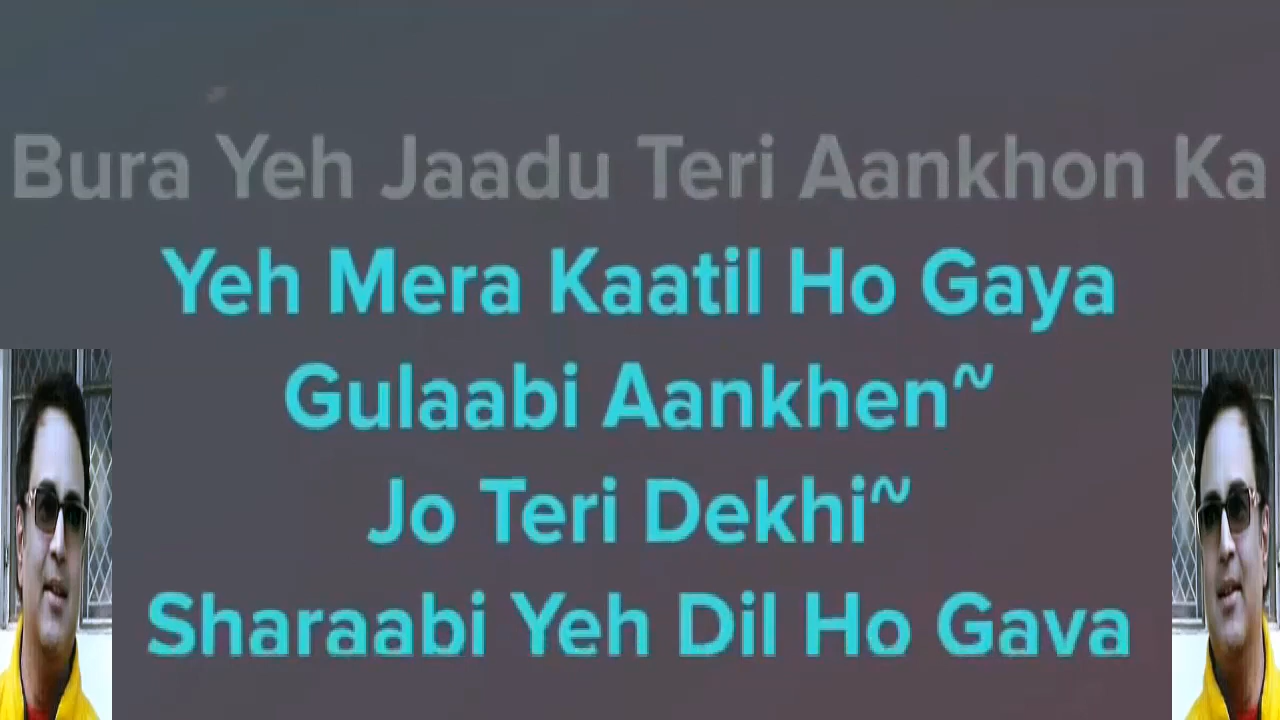 Bura Yeh Jaadu Teri Aankhon Ka
Yeh Mera Kaatil Ho Gaya
Gulaabi Aankhen~
Jo Teri Dekhi~
Sharaabi Yeh Dil Ho Gaya